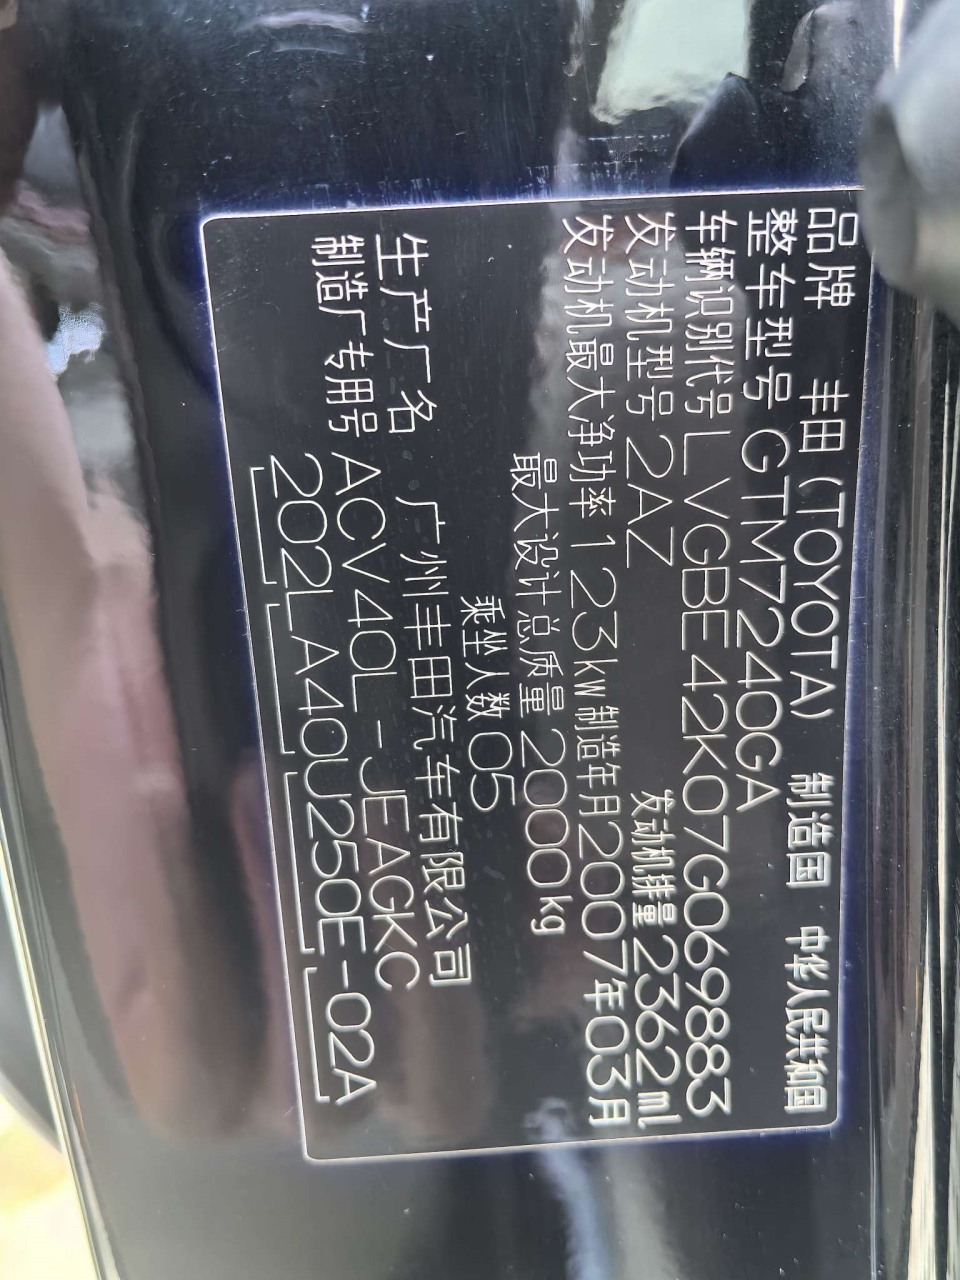 品牌 丰田(TOYOTA) 制造国 中华人民共和国
整车型号 GTM7240GA
车辆识别代号 LVGBE42K07G069883
发动机型号 2AZ 发动机排量 2362ml
发动机最大净功率 123kW 制造年月 2007年03月
最大设计总质量 2000kg
乘坐人数 05
生产厂名 广州丰田汽车有限公司
制造厂专用号 ACV40L-JEAGKC
202LA40U250E-02A